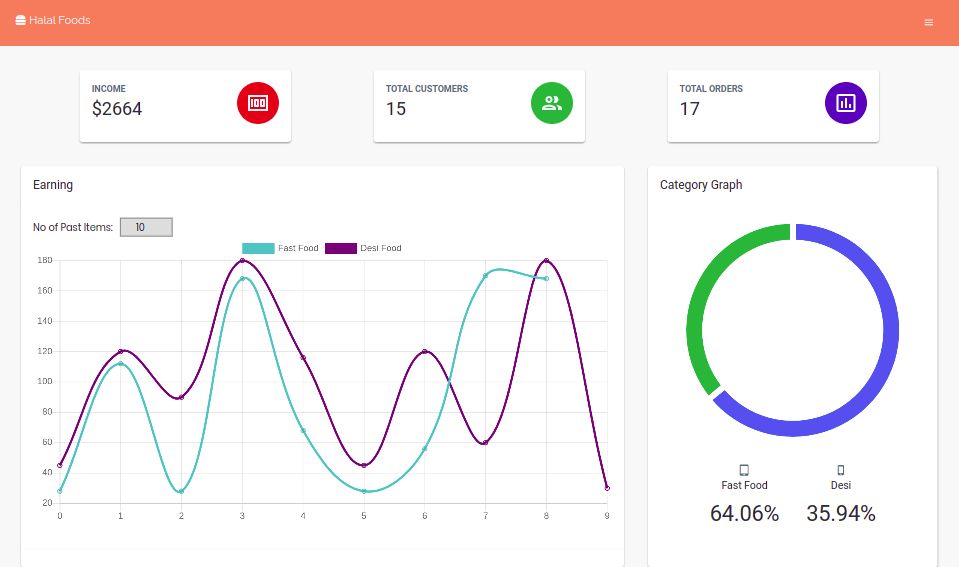 Halal Foods
INCOME
$2664
TOTAL CUSTOMERS
15
TOTAL ORDERS
17
Earning
No of Past Items: 10
Fast Food Desi Food
180
160
140
120
100
80
60
40
20
0 1 2 3 4 5 6 7 8 9
Category Graph
Fast Food Desi
64.06% 35.94%